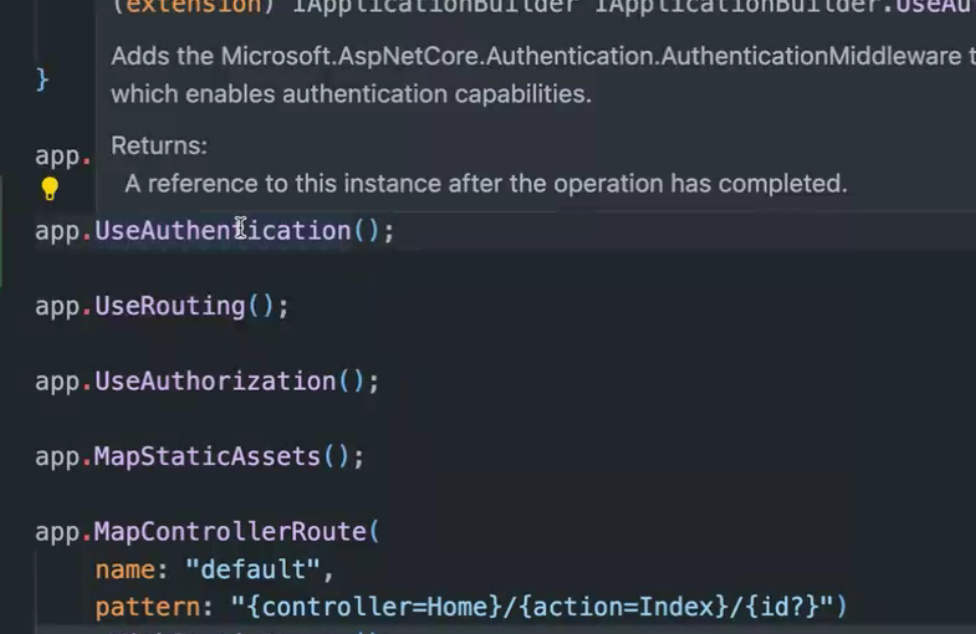 (extension) IApplicationBuilder IApplicationBuilder.UseAu
Adds the Microsoft.AspNetCore.Authentication.AuthenticationMiddleware t
which enables authentication capabilities.
}
Returns:
app.
A reference to this instance after the operation has completed.
app.UseAuthentication();
app.UseRouting();
app.UseAuthorization();
app.MapStaticAssets();
app.MapControllerRoute(
name: "default",
pattern: "{controller=Home}/{action=Index}/{id?}")